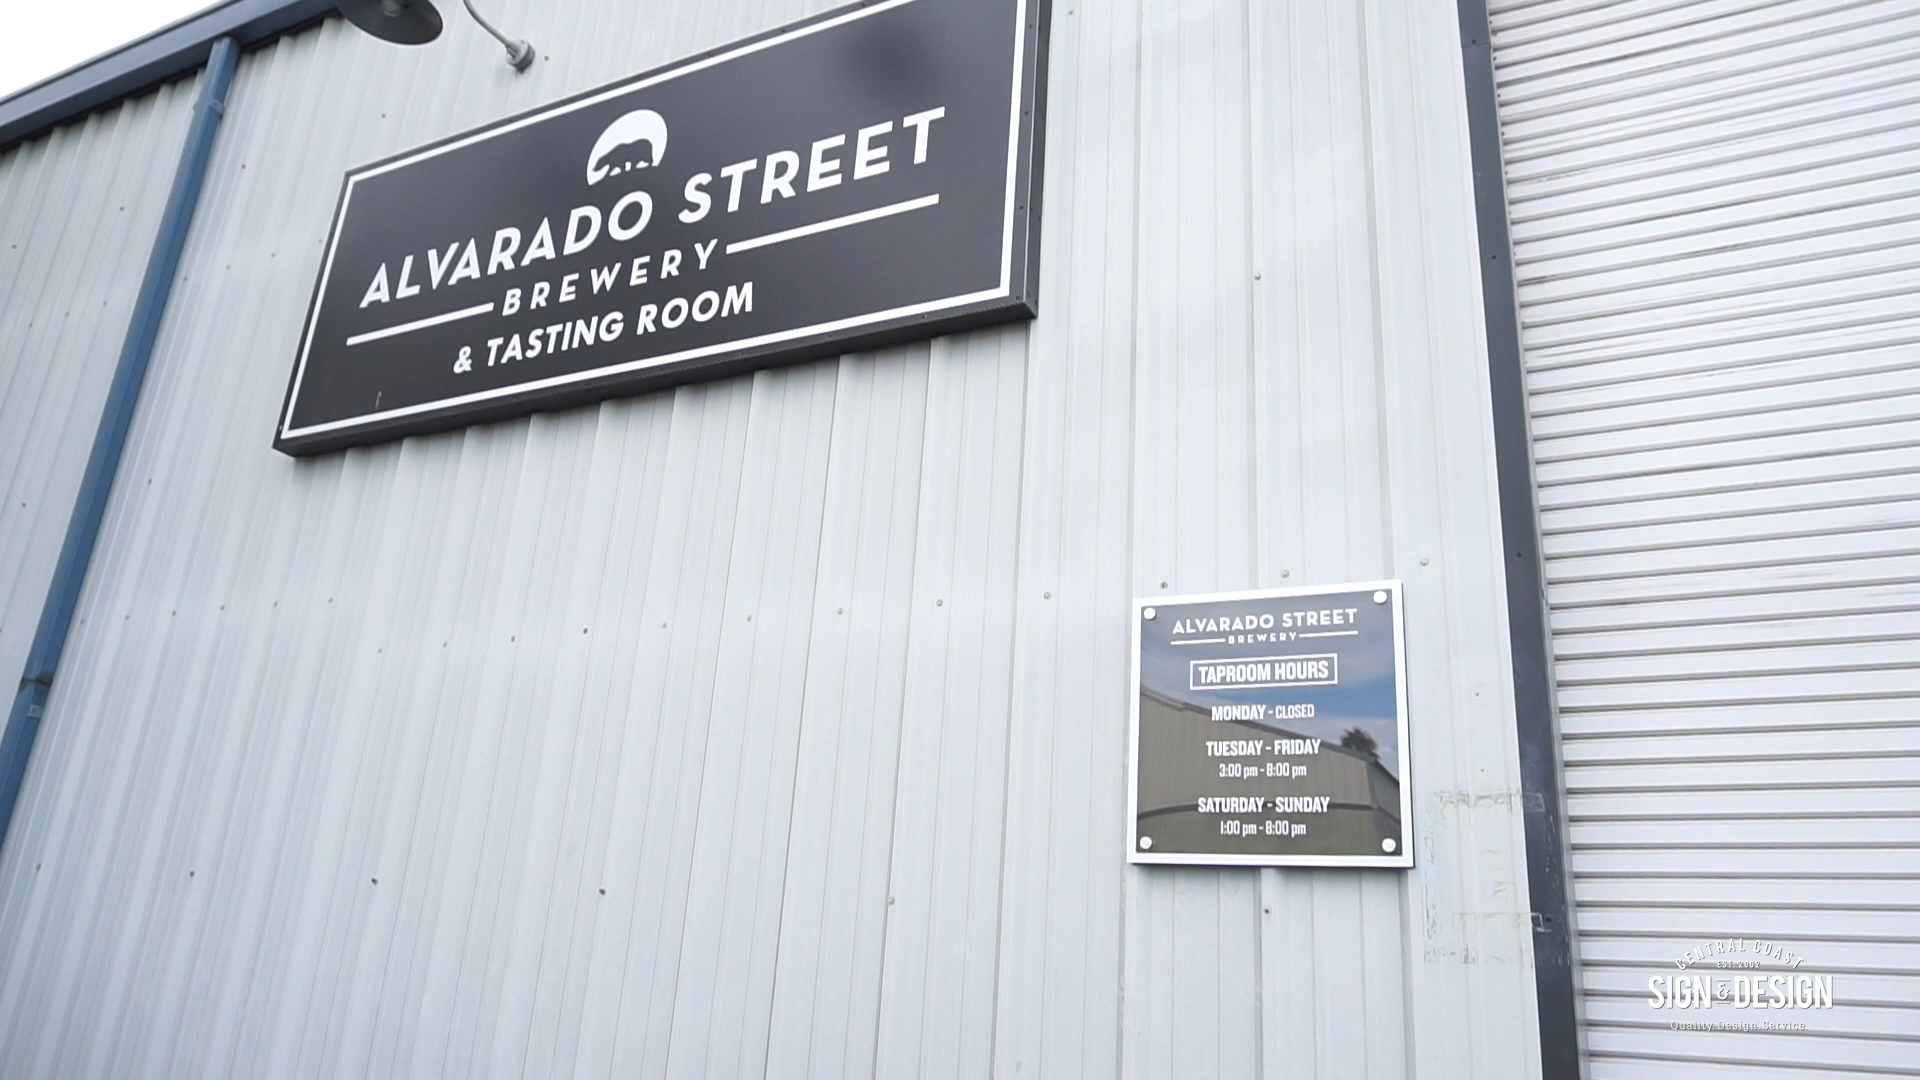 ALVARADO STREET
BREWERY
& TASTING ROOM
ALVARADO STREET
BREWERY
TAPROOM HOURS
MONDAY - CLOSED
TUESDAY - FRIDAY
3:00 pm - 8:00 pm
SATURDAY - SUNDAY
1:00 pm - 8:00 pm
CENTRAL COAST
EST. 2002
SIGN & DESIGN
Quality. Design. Service.